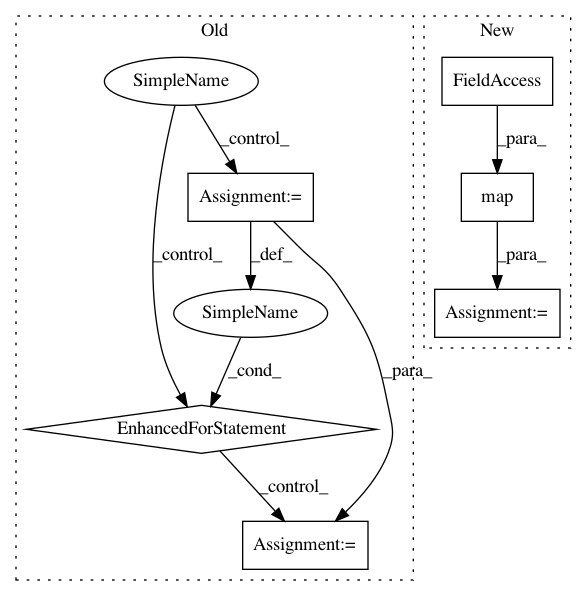 Old
New
SimpleName
FieldAccess
_control_
_para_
Assignment:=
map
_control_
_def_
_para_
SimpleName
Assignment:=
_cond_
_para_
EnhancedForStatement
_control_
Assignment:=